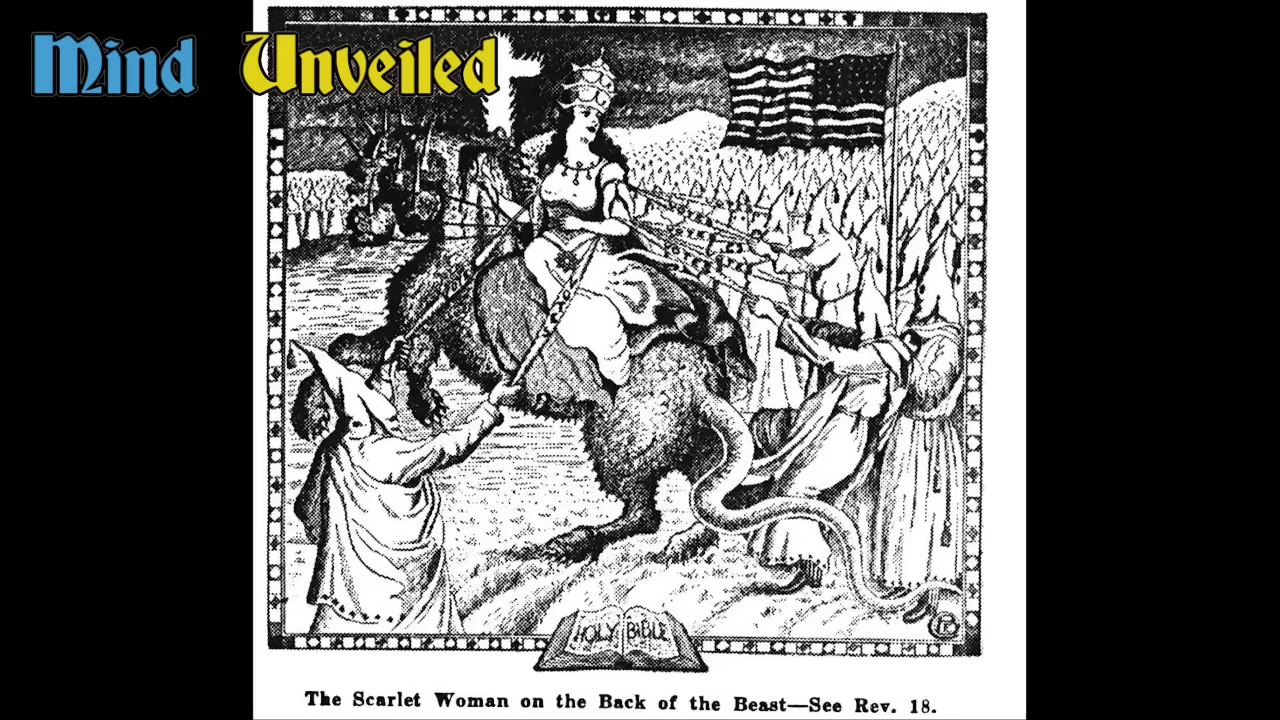 Mind Unveiled
HOLY BIBLE
The Scarlet Woman on the Back of the Beast—See Rev. 18.